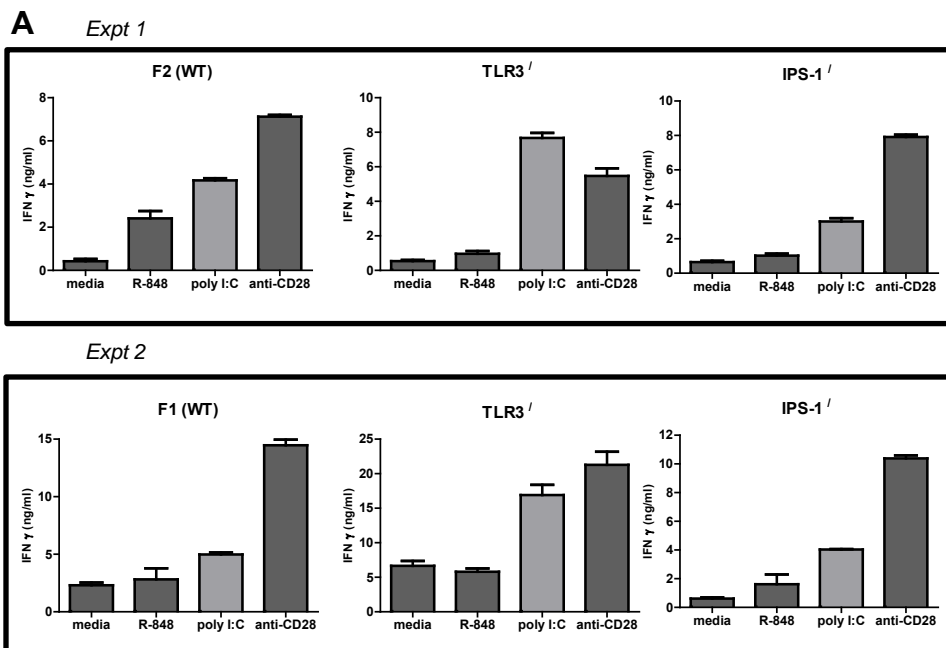 A
Expt 1
F2 (WT)
TLR3 /
IPS-1 /
IFN γ (ng/ml)
8
6
4
2
0
media R-848 poly I:C anti-CD28
IFN γ (ng/ml)
10
8
6
4
2
0
media R-848 poly I:C anti-CD28
IFN γ (ng/ml)
10
8
6
4
2
0
media R-848 poly I:C anti-CD28
Expt 2
F1 (WT)
TLR3 /
IPS-1 /
IFN γ (ng/ml)
15
10
5
0
media R-848 poly I:C anti-CD28
IFN γ (ng/ml)
25
20
15
10
5
0
media R-848 poly I:C anti-CD28
IFN γ (ng/ml)
12
10
8
6
4
2
0
media R-848 poly I:C anti-CD28